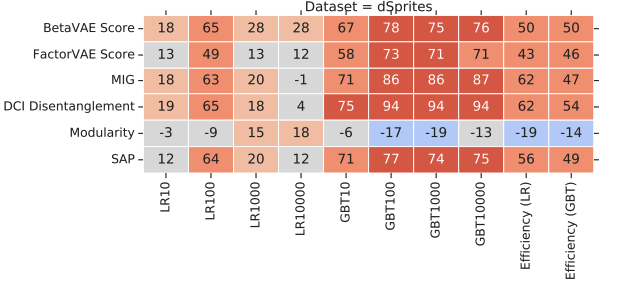 Dataset = dSprites
BetaVAE Score 18 65 28 28 67 78 75 76 50 50
FactorVAE Score 13 49 13 12 58 73 71 71 43 46
MIG 18 63 20 -1 71 86 86 87 62 47
DCI Disentanglement 19 65 18 4 75 94 94 94 62 54
Modularity -3 -9 15 18 -6 -17 -19 -13 -19 -14
SAP 12 64 20 12 71 77 74 75 56 49
LR10
LR100
LR1000
LR10000
GBT10
GBT100
GBT1000
GBT10000
Efficiency (LR)
Efficiency (GBT)